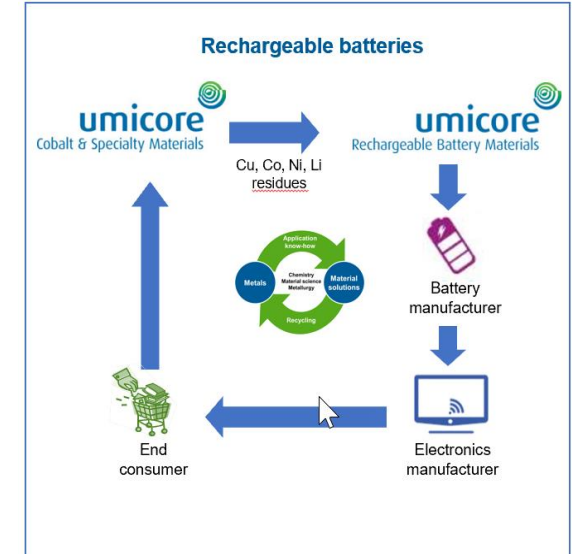 Rechargeable batteries
umicore
Cobalt & Specialty Materials
umicore
Rechargeable Battery Materials
Cu, Co, Ni, Li
residues
Application
know-how
Metals
Chemistry
Material science
Metallurgy
Material
solutions
Recycling
Battery
manufacturer
End
consumer
Electronics
manufacturer